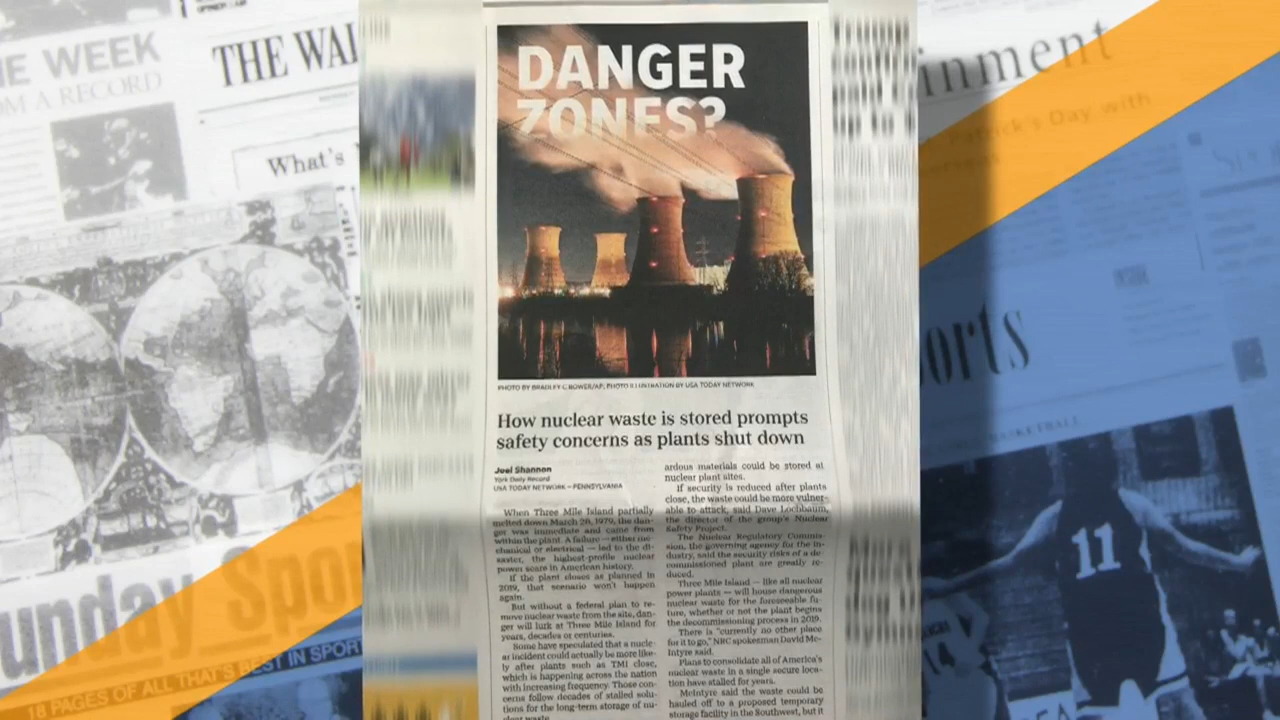 E WEEK
OM A RECORD
THE WAL
What's
unday Spo
16 PAGES OF ALL THAT'S BEST IN SPORT
DANGER
ZONES?
PHOTO BY BRADLEY C BOWER/AP; PHOTO ILLUSTRATION BY USA TODAY NETWORK
How nuclear waste is stored prompts
safety concerns as plants shut down
Joel Shannon
York Daily Record
USA TODAY NETWORK – PENNSYLVANIA
When Three Mile Island partially
melted down March 28, 1979, the dan-
ger was immediate and came from
within the plant. A failure — either me-
chanical or electrical — led to the di-
saster, the highest-profile nuclear
power scare in American history.
If the plant closes as planned in
2019, that scenario won't happen
again.
But without a federal plan to re-
move nuclear waste from the site, dan-
ger will lurk at Three Mile Island for
years, decades or centuries.
Some have speculated that a nucle-
ar incident could actually be more like-
ly after plants such as TMI close,
which is happening across the nation
with increasing frequency. Those con-
cerns follow decades of stalled solu-
tions for the long-term storage of nu-
clear waste
ardous materials could be stored at
nuclear plant sites.
If security is reduced after plants
close, the waste could be more vulner-
able to attack, said Dave Lochbaum,
the director of the group's Nuclear
Safety Project.
The Nuclear Regulatory Commis-
sion, the governing agency for the in-
dustry, said the security risks of a de-
commissioned plant are greatly re-
duced.
Three Mile Island — like all nuclear
power plants — will house dangerous
nuclear waste for the foreseeable fu-
ture, whether or not the plant begins
the decommissioning process in 2019.
There is "currently no other place
for it to go," NRC spokesman David Mc-
Intyre said.
Plans to consolidate all of America's
nuclear waste in a single secure loca-
tion have stalled for years.
McIntyre said the waste could be
hauled off to a proposed temporary
storage facility in the Southwest, but it
inment
Patrick's Day with
orts
BASKETBALL
11
14